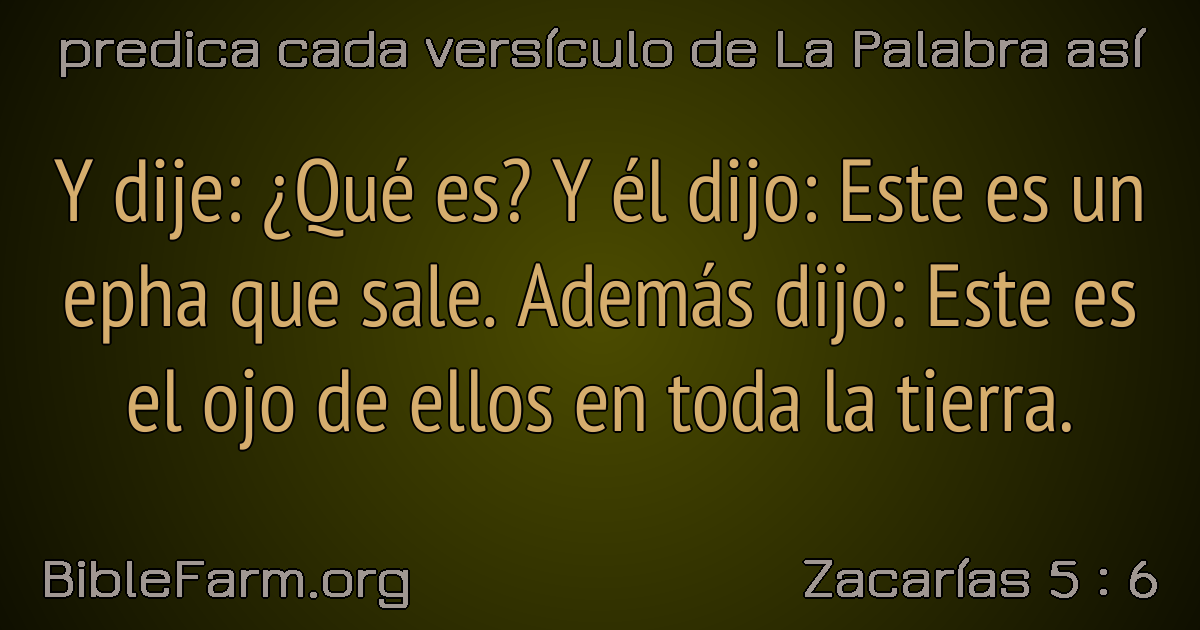 predica cada versículo de La Palabra así
Y dije: ¿Qué es? Y él dijo: Este es un
epha que sale. Además dijo: Este es
el ojo de ellos en toda la tierra.
BibleFarm.org
Zacarías 5 : 6